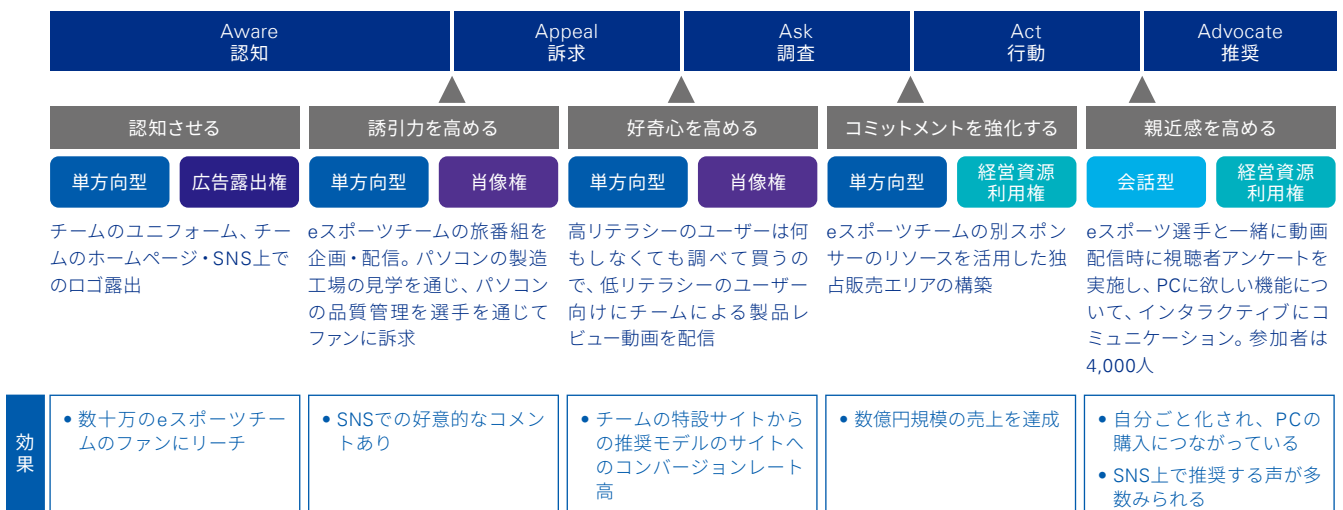 Aware
認知
Appeal
訴求
Ask
調査
Act
行動
Advocate
推奨
認知させる
誘引力を高める
好奇心を高める
コミットメントを強化する
親近感を高める
単方向型
広告露出権
単方向型
肖像権
単方向型
肖像権
単方向型
経営資源
利用権
会話型
経営資源
利用権
チームのユニフォーム、チー
ムのホームページ・SNS上で
のロゴ露出
eスポーツチームの旅番組を
企画・配信。パソコンの製造
工場の見学を通じ、パソコン
の品質管理を選手を通じて
ファンに訴求
高リテラシーのユーザーは何
もしなくても調べて買うの
で、低リテラシーのユーザー
向けにチームによる製品レ
ビュー動画を配信
eスポーツチームの別スポン
サーのリソースを活用した独
占販売エリアの構築
eスポーツ選手と一緒に動画
配信時に視聴者アンケートを
実施し、PCに欲しい機能につ
いて、インタラクティブにコ
ミュニケーション。参加者は
4,000人
効果
• 数十万のeスポーツチー
ムのファンにリーチ
• SNSでの好意的なコメン
トあり
• チームの特設サイトから
の推奨モデルのサイトへ
のコンバージョンレート
高
• 数億円規模の売上を達成
• 自分ごと化され、PCの
購入につながっている
• SNS上で推奨する声が多
数みられる